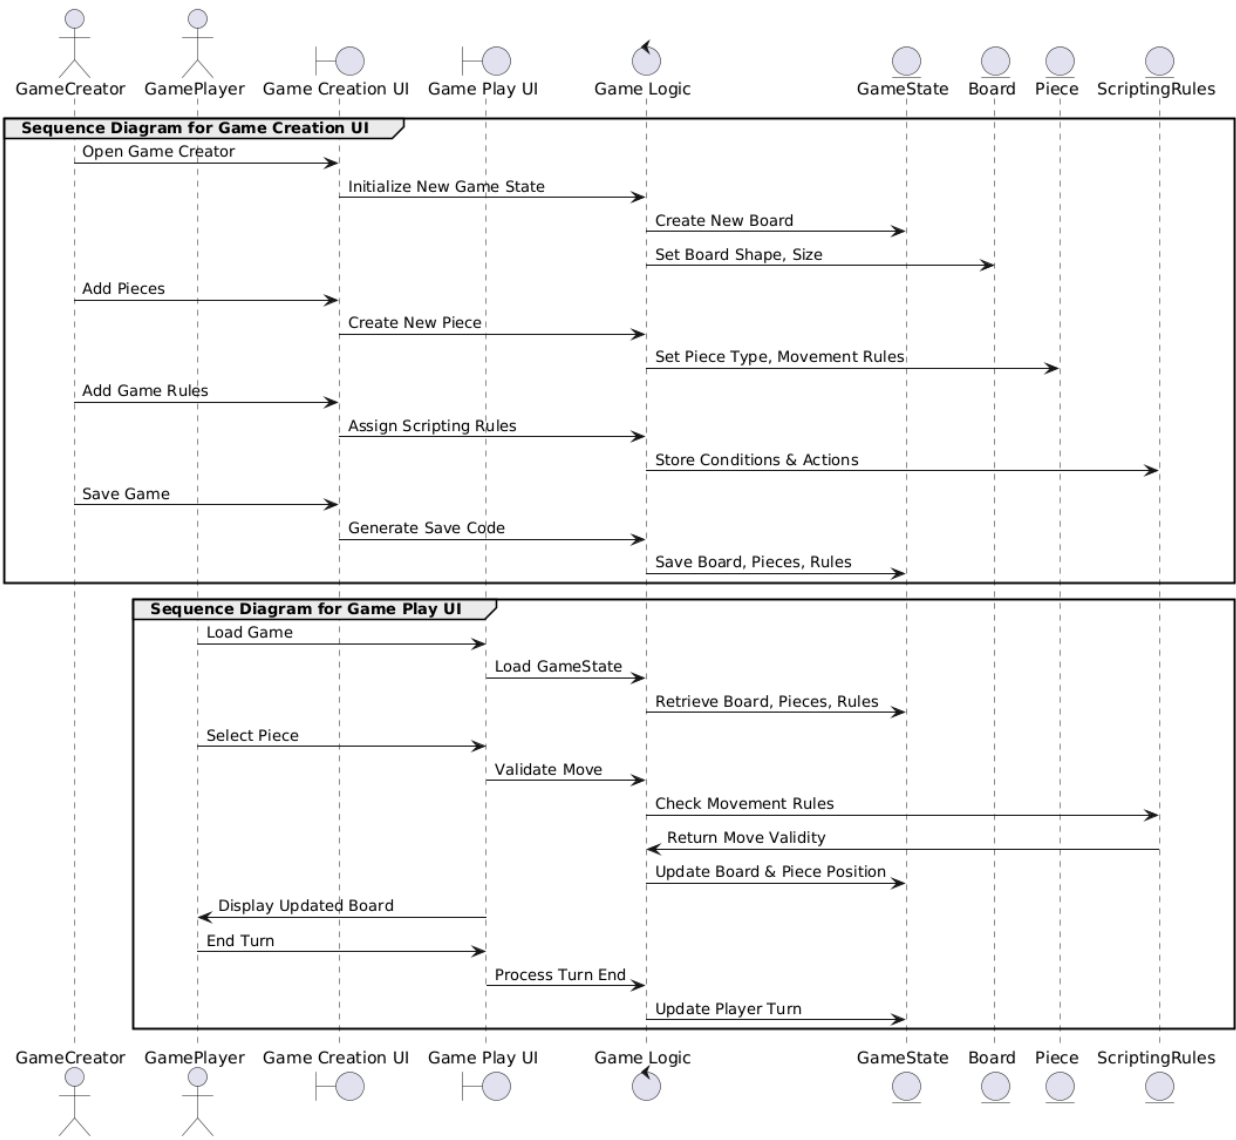 GameCreator GamePlayer Game Creation UI Game Play UI Game Logic GameState Board Piece ScriptingRules
Sequence Diagram for Game Creation UI
Open Game Creator
Initialize New Game State
Create New Board
Set Board Shape, Size
Add Pieces
Create New Piece
Set Piece Type, Movement Rules
Add Game Rules
Assign Scripting Rules
Store Conditions & Actions
Save Game
Generate Save Code
Save Board, Pieces, Rules
Sequence Diagram for Game Play UI
Load Game
Load GameState
Retrieve Board, Pieces, Rules
Select Piece
Validate Move
Check Movement Rules
Return Move Validity
Update Board & Piece Position
Display Updated Board
End Turn
Process Turn End
Update Player Turn
GameCreator GamePlayer Game Creation UI Game Play UI Game Logic GameState Board Piece ScriptingRules